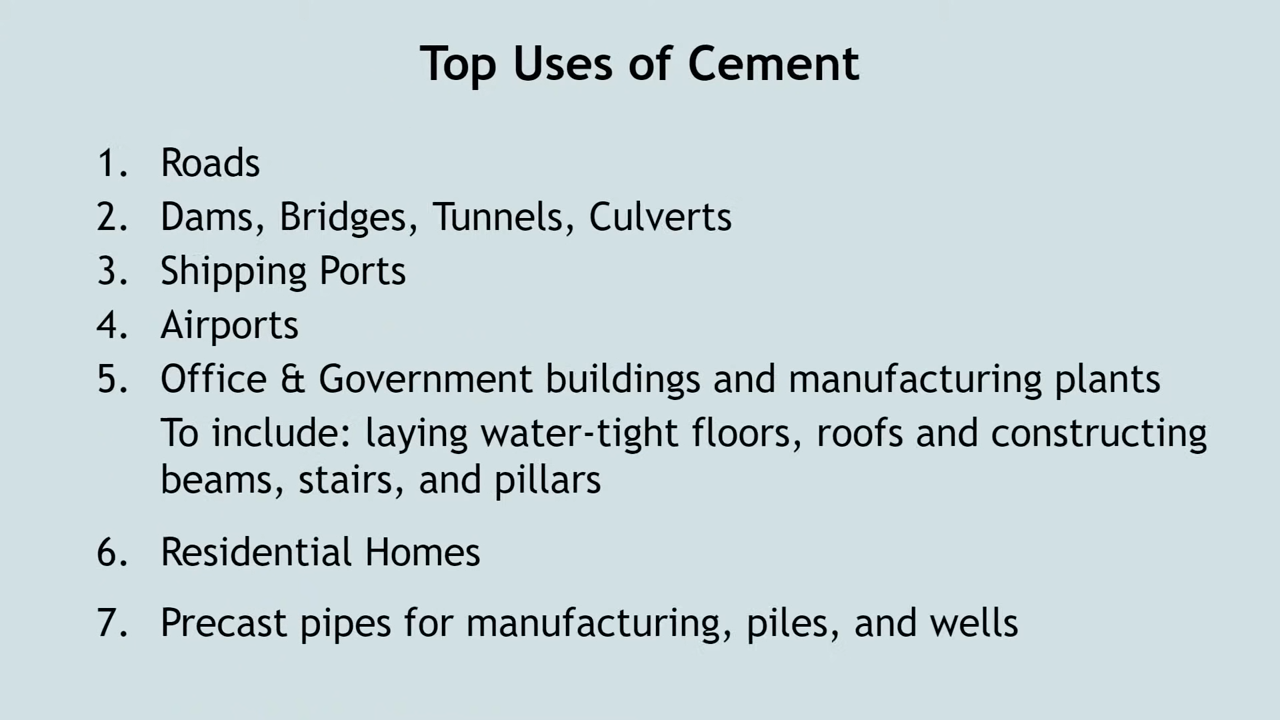 Top Uses of Cement
1. Roads
2. Dams, Bridges, Tunnels, Culverts
3. Shipping Ports
4. Airports
5. Office & Government buildings and manufacturing plants
To include: laying water-tight floors, roofs and constructing
beams, stairs, and pillars
6. Residential Homes
7. Precast pipes for manufacturing, piles, and wells